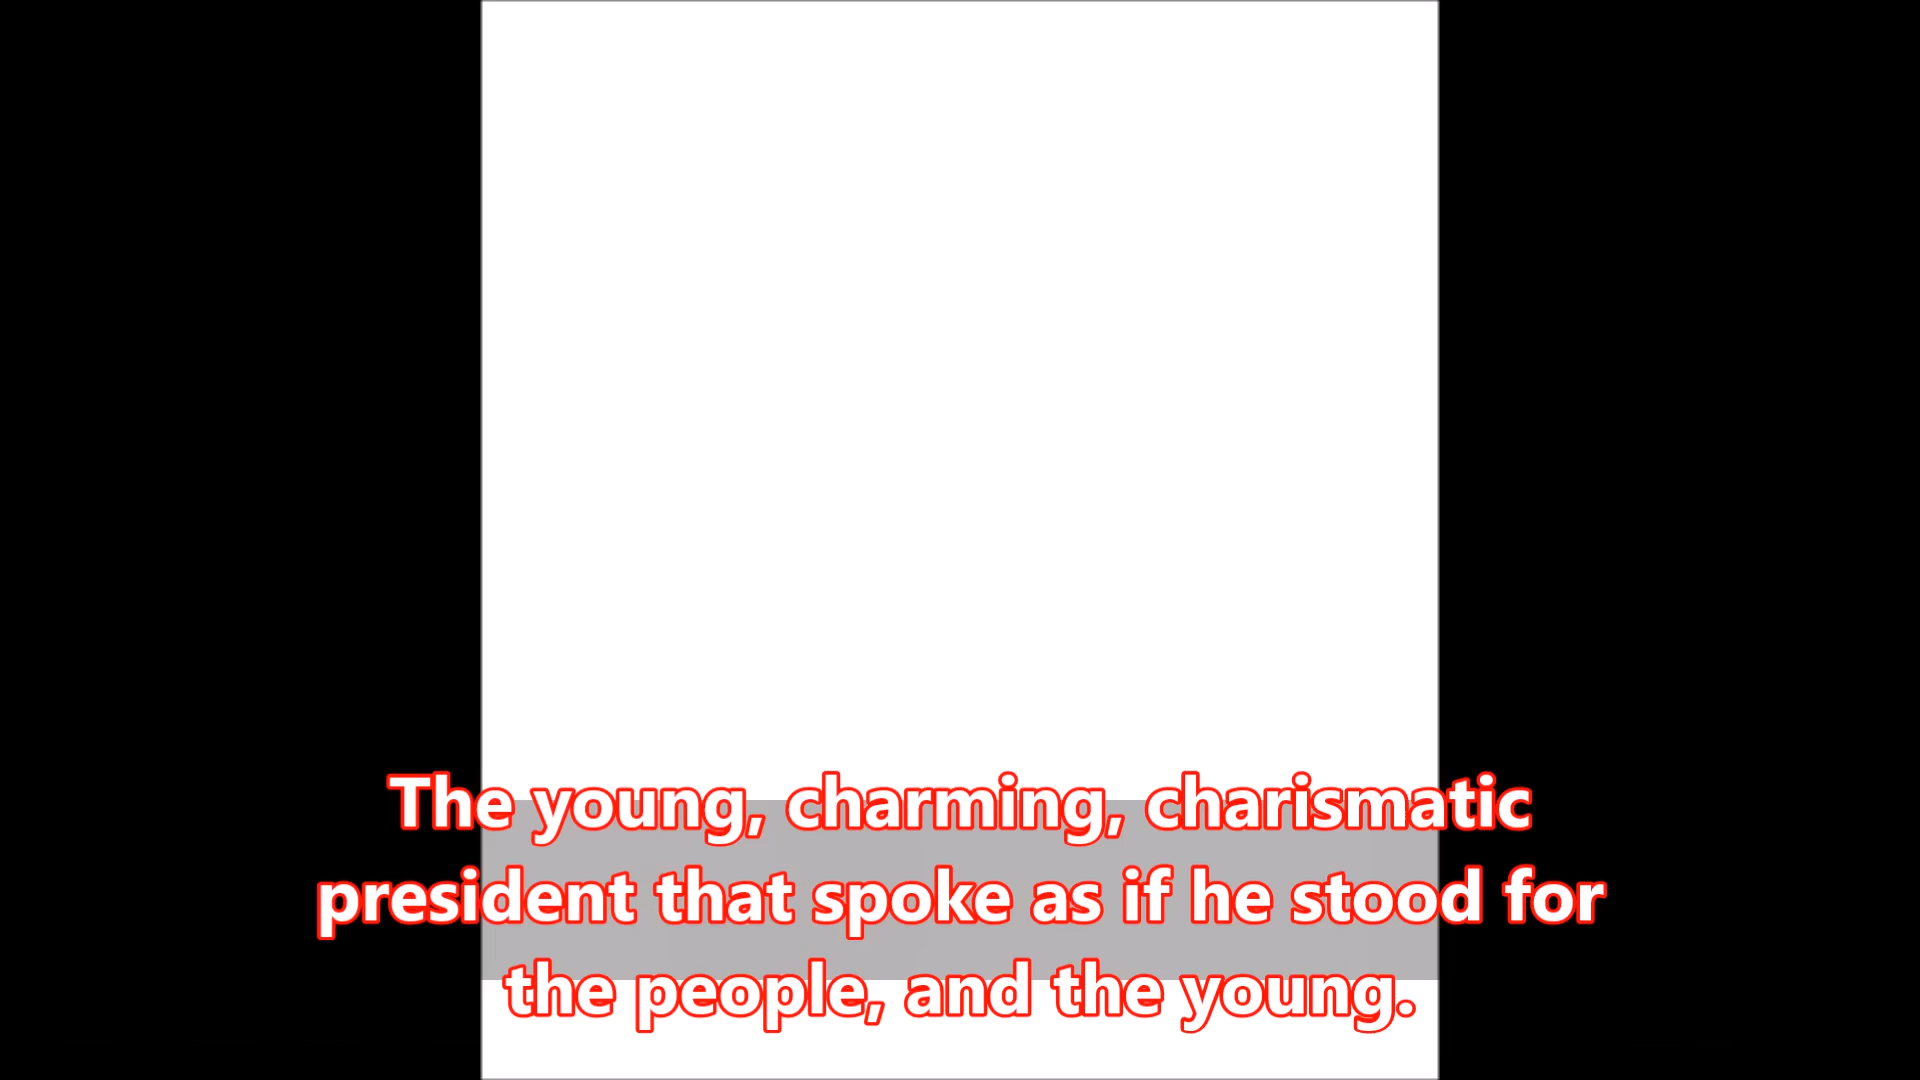 The young, charming, charismatic
president that spoke as if he stood for
the people, and the young.